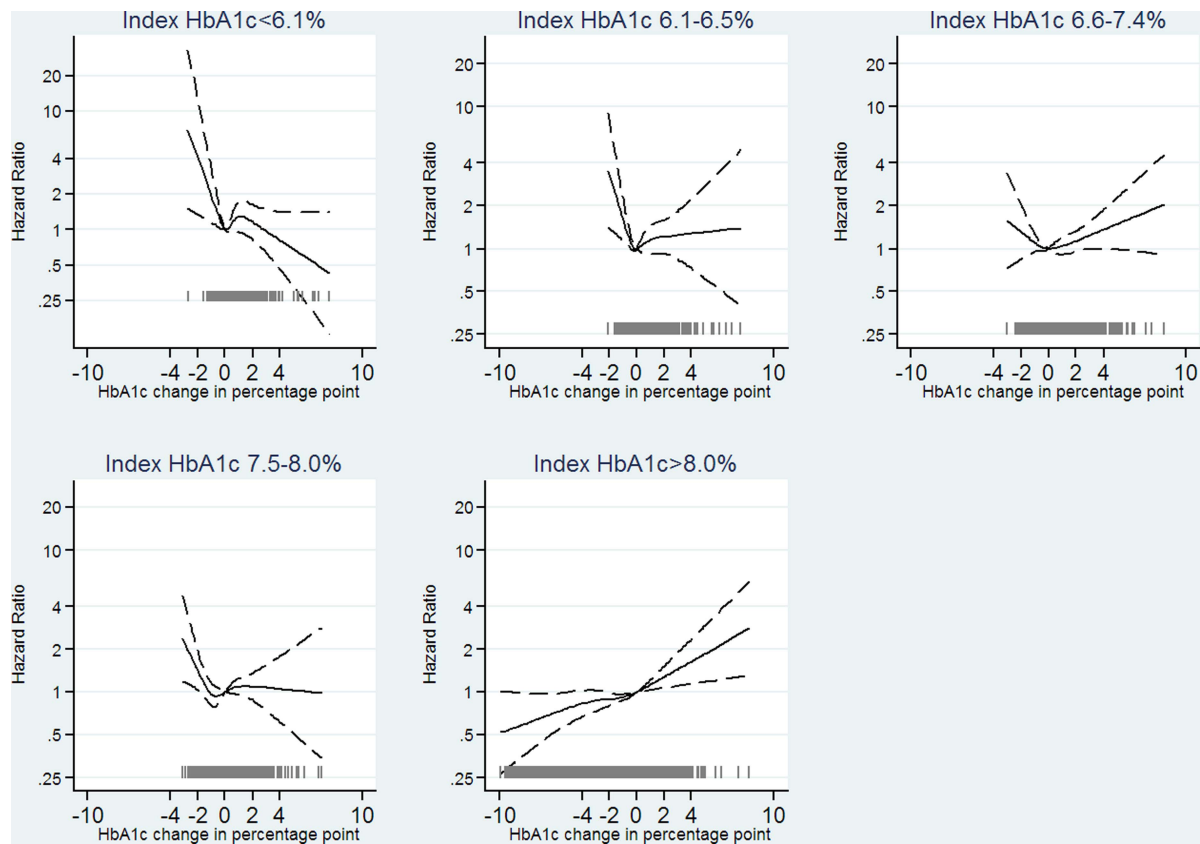 Index HbA1c<6.1%
Hazard Ratio
20
10
4
2
1
.5
.25
-10 -4 -2 0 2 4 10
HbA1c change in percentage point
Index HbA1c 6.1-6.5%
Hazard Ratio
20
10
4
2
1
.5
.25
-10 -4 -2 0 2 4 10
HbA1c change in percentage point
Index HbA1c 6.6-7.4%
Hazard Ratio
20
10
4
2
1
.5
.25
-10 -4 -2 0 2 4 10
HbA1c change in percentage point
Index HbA1c 7.5-8.0%
Hazard Ratio
20
10
4
2
1
.5
.25
-10 -4 -2 0 2 4 10
HbA1c change in percentage point
Index HbA1c>8.0%
Hazard Ratio
20
10
4
2
1
.5
.25
-10 -4 -2 0 2 4 10
HbA1c change in percentage point